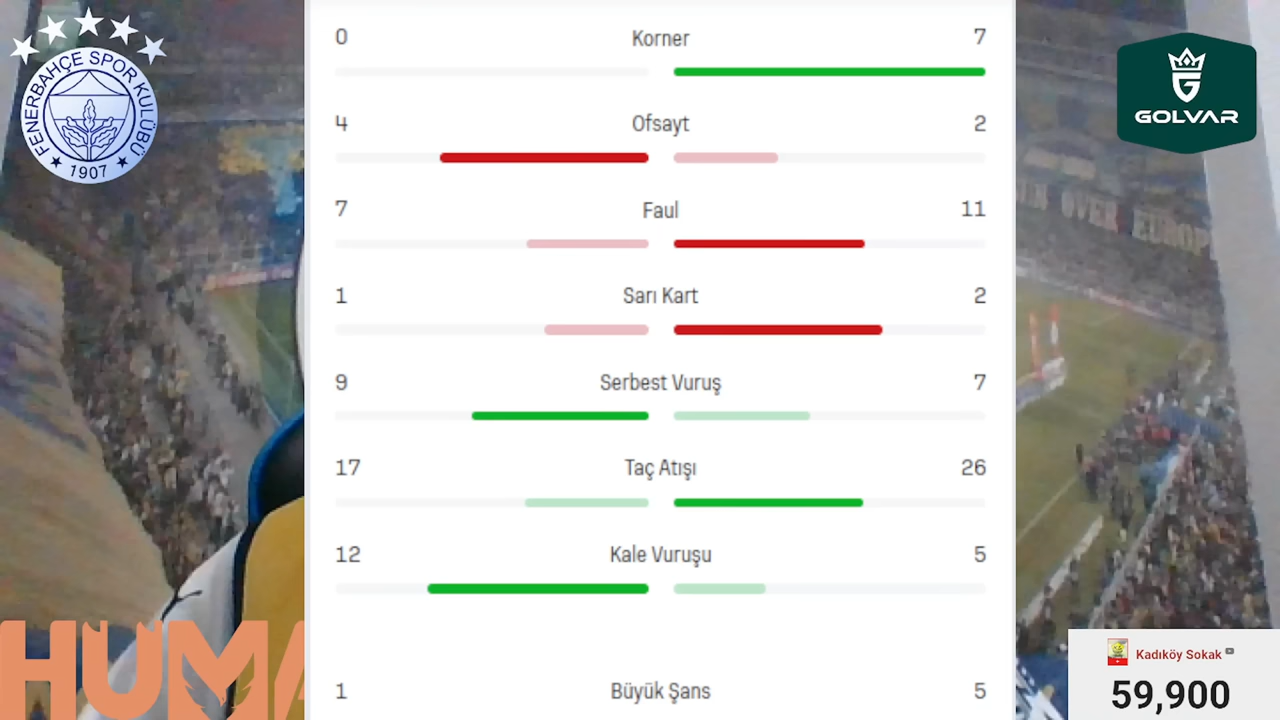 FENERBAHÇE SPOR KULÜBÜ
1907
0 Korner 7
4 Ofsayt 2
7 Faul 11
1 Sarı Kart 2
9 Serbest Vuruş 7
17 Taç Atışı 26
12 Kale Vuruşu 5
1 Büyük Şans 5
GOLVAR
OVER EUROP
HUMA
Kadıköy Sokak
59,900